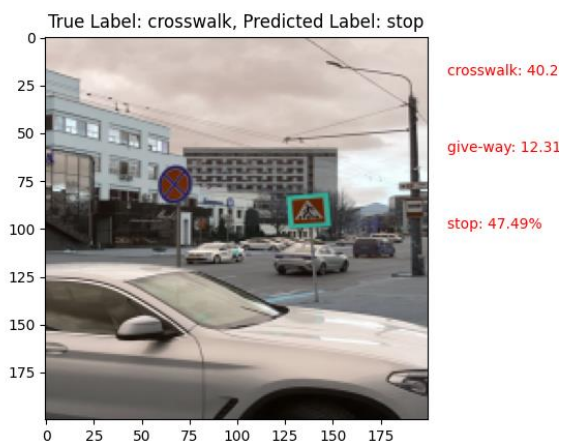 True Label: crosswalk, Predicted Label: stop
0
25
50
75
100
125
150
175
0 25 50 75 100 125 150 175
crosswalk: 40.2
give-way: 12.31
stop: 47.49%